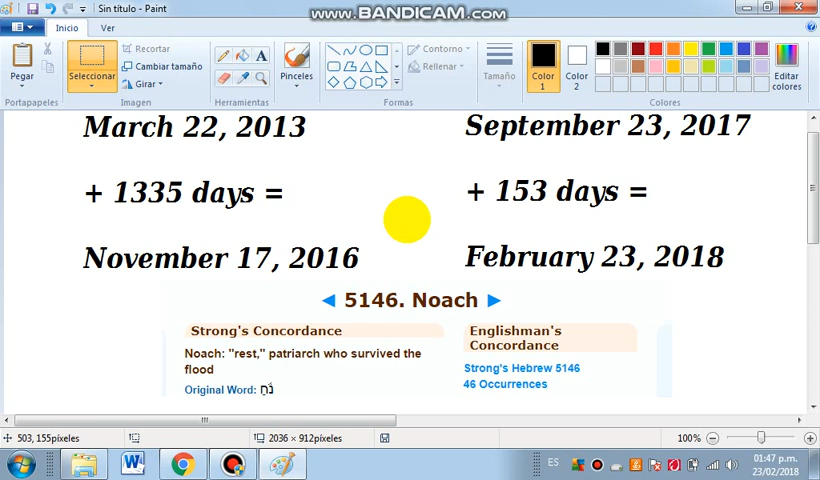 www.BANDICAM.com
Sin título - Paint
Inicio
Ver
Pegar
Seleccionar
Recortar
Cambiar tamaño
Girar
A
Pinceles
Contorno
Rellenar
Tamaño
Color
1
Color
2
Editar
colores
Portapapeles
Imagen
Herramientas
Formas
Colores
March 22, 2013
+ 1335 days =
November 17, 2016
September 23, 2017
+ 153 days =
February 23, 2018
5146. Noach
Strong's Concordance
Noach: "rest," patriarch who survived the
flood
Original Word: נֹחַ
Englishman's
Concordance
Strong's Hebrew 5146
46 Occurrences
503, 155píxeles
2036 × 912píxeles
100%
ES
01:47 p.m.
23/02/2018